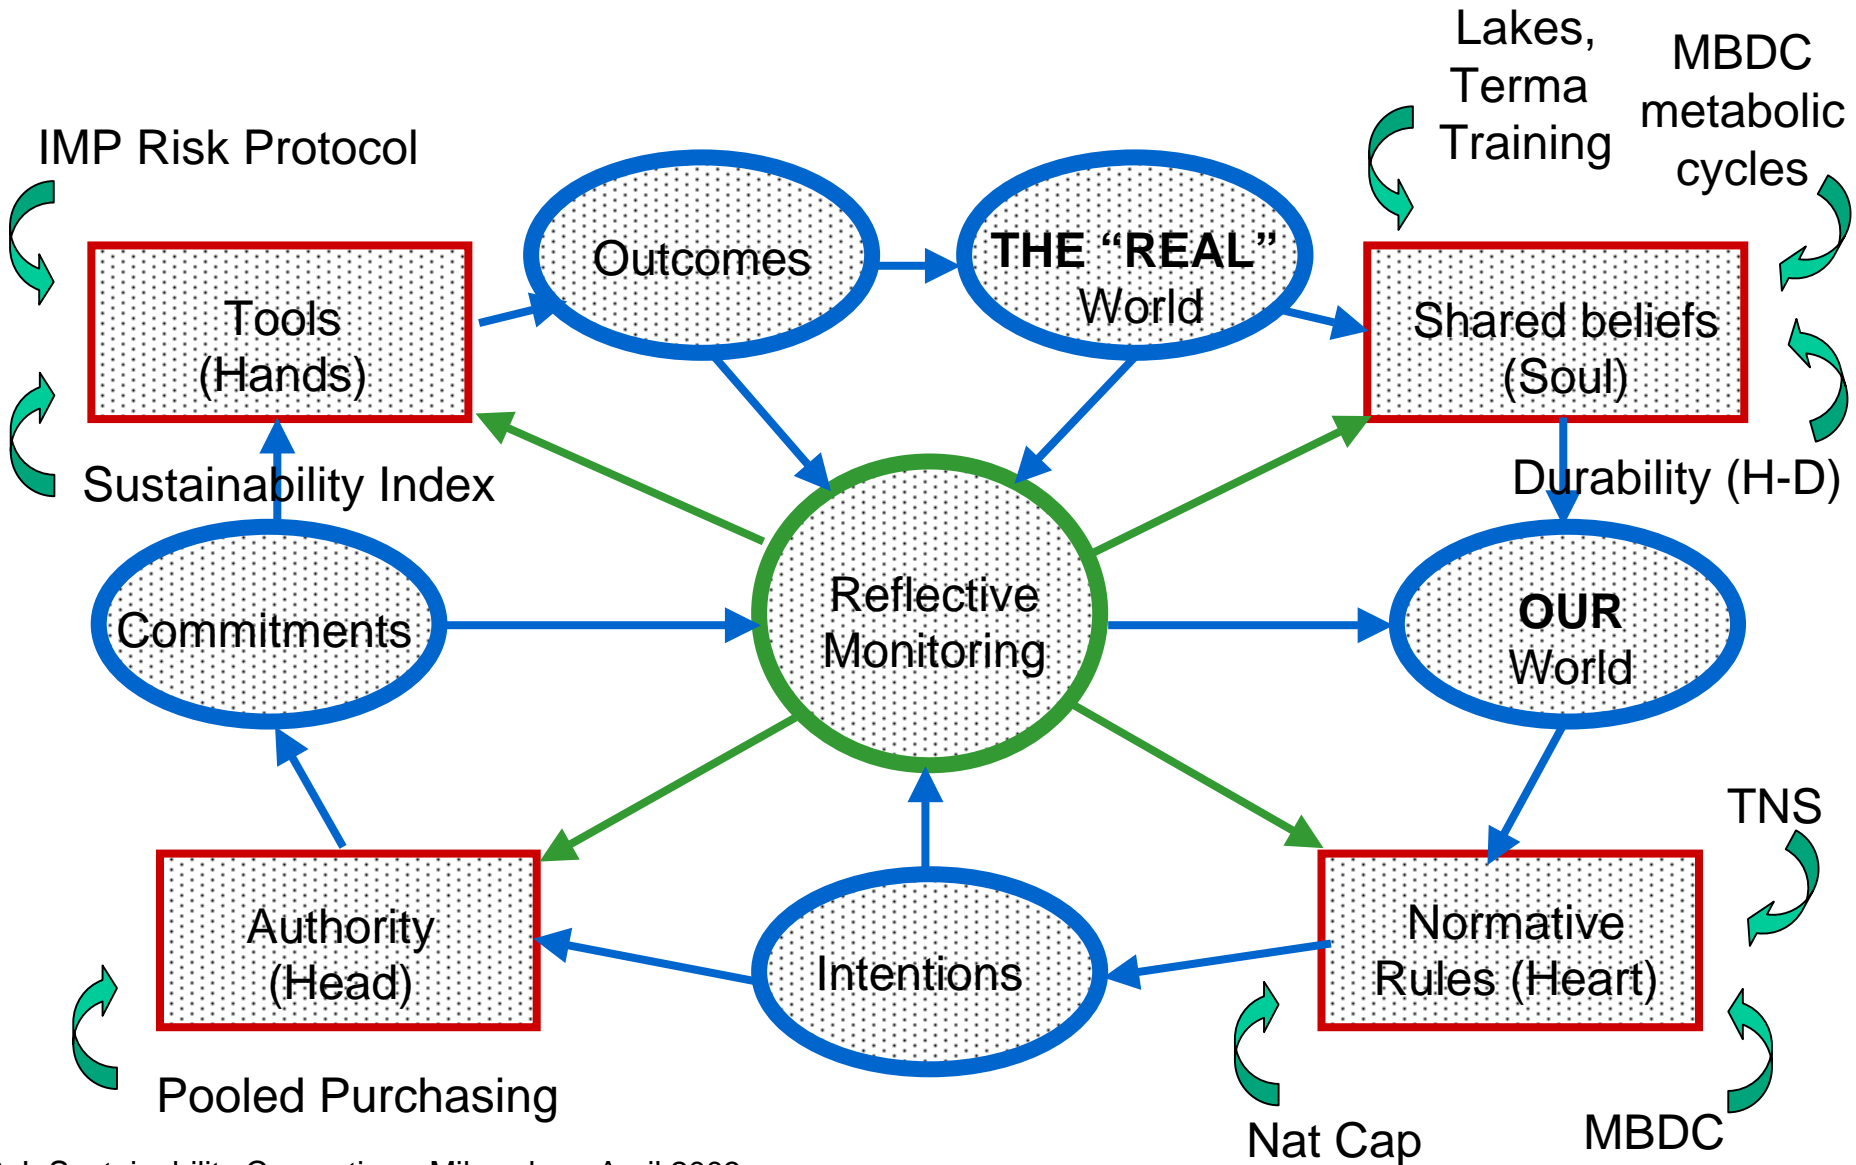 Lakes,
Terma
Training
MBDC
metabolic
cycles
IMP Risk Protocol
Outcomes
THE “REAL”
World
Tools
(Hands)
Shared beliefs
(Soul)
Sustainability Index
Durability (H-D)
Commitments
Reflective
Monitoring
OUR
World
TNS
Authority
(Head)
Intentions
Normative
Rules (Heart)
Pooled Purchasing
Nat Cap
MBDC